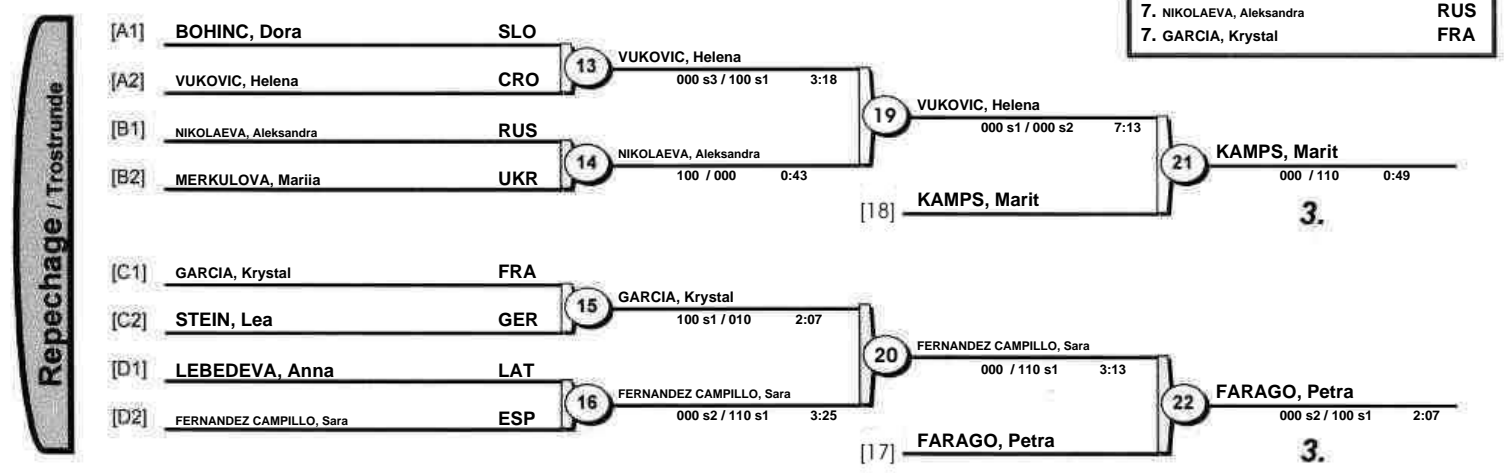 7. NIKOLAEVA, Aleksandra RUS
7. GARCIA, Krystal FRA
Repechage / Trostrunde
[A1] BOHINC, Dora SLO
13 VUKOVIC, Helena
000 s3 / 100 s1 3:18
[A2] VUKOVIC, Helena CRO
19 VUKOVIC, Helena
000 s1 / 000 s2 7:13
[B1] NIKOLAEVA, Aleksandra RUS
14 NIKOLAEVA, Aleksandra
100 / 000 0:43
[B2] MERKULOVA, Mariia UKR
21 KAMPS, Marit
000 / 110 0:49
[18] KAMPS, Marit
3.
[C1] GARCIA, Krystal FRA
15 GARCIA, Krystal
100 s1 / 010 2:07
[C2] STEIN, Lea GER
20 FERNANDEZ CAMPILLO, Sara
000 / 110 s1 3:13
[D1] LEBEDEVA, Anna LAT
16 FERNANDEZ CAMPILLO, Sara
000 s2 / 110 s1 3:25
[D2] FERNANDEZ CAMPILLO, Sara ESP
22 FARAGO, Petra
000 s2 / 100 s1 2:07
[17] FARAGO, Petra
3.